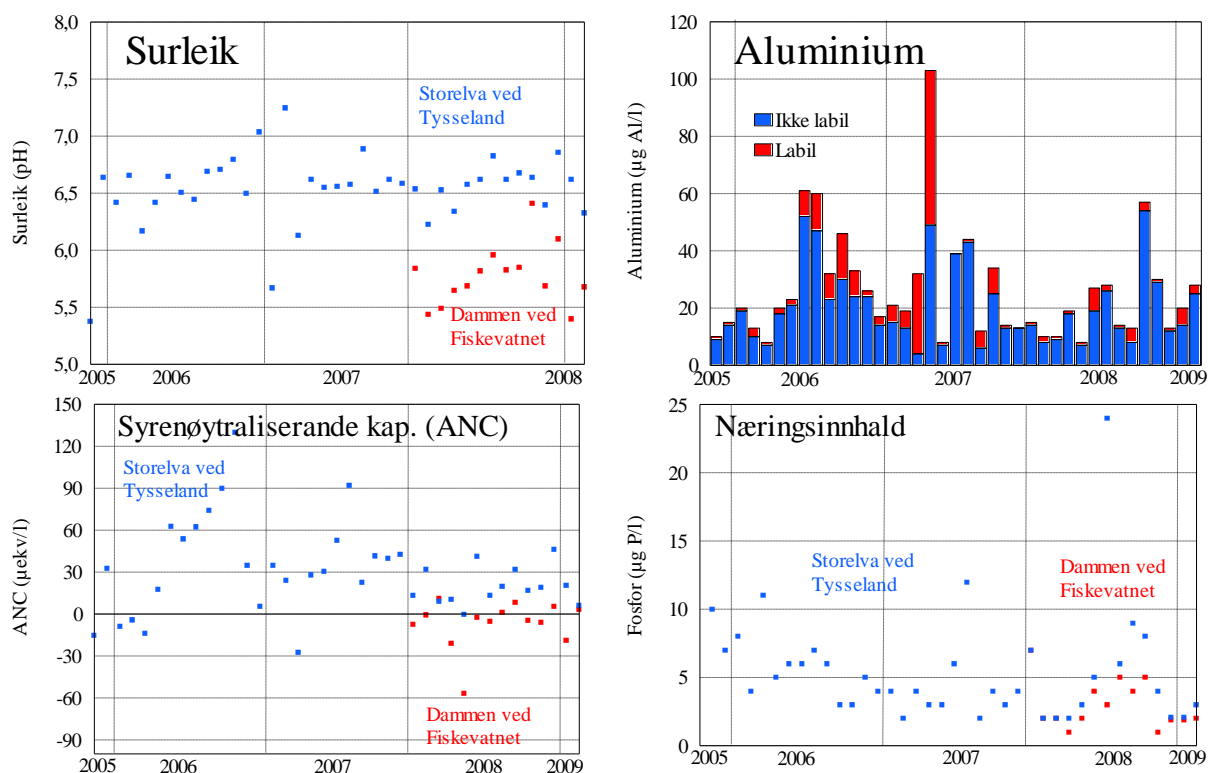 Surleik
Surleik (pH)
8,0
7,5
7,0
6,5
6,0
5,5
5,0
Storelva ved
Tysseland
Dammen ved
Fiskevatnet
2005
2006
2007
2008
Aluminium
Aluminium (µg Al/l)
120
100
80
60
40
20
0
Ikke labil
Labil
2005
2006
2007
2008
2009
Syrenøytraliserande kap. (ANC)
ANC (µekv/l)
150
120
90
60
30
0
-30
-60
-90
Storelva ved
Tysseland
Dammen ved
Fiskevatnet
2005
2006
2007
2008
2009
Næringsinnhald
Fosfor (µg P/l)
25
20
15
10
5
0
Storelva ved
Tysseland
Dammen ved
Fiskevatnet
2005
2006
2007
2008
2009